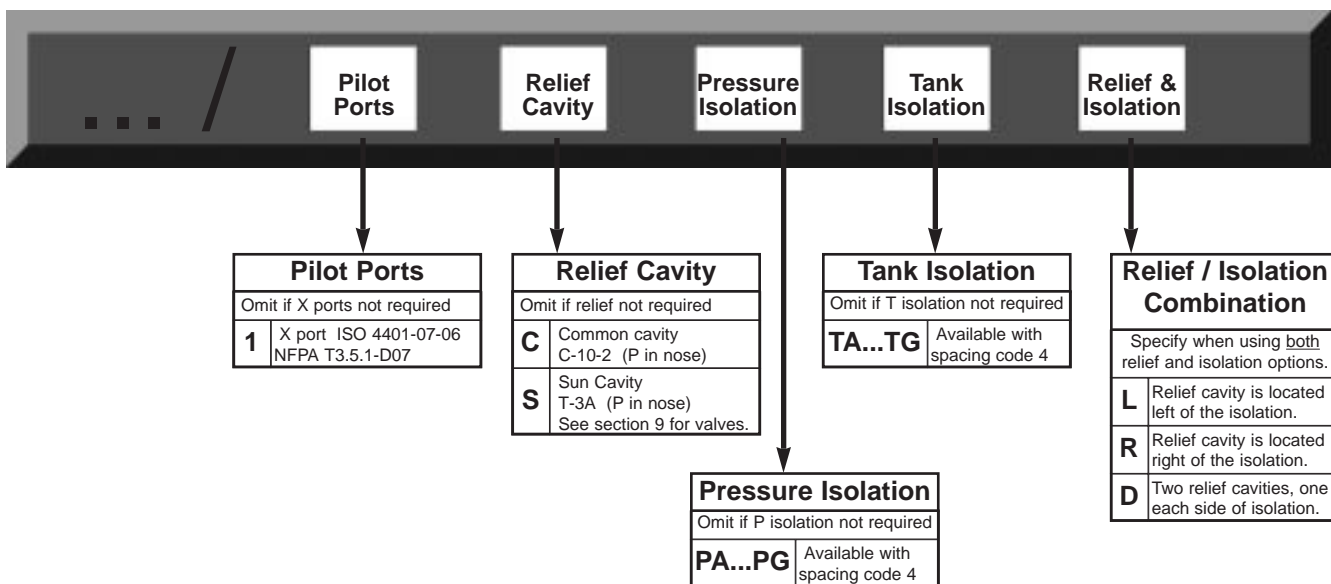 ... /
Pilot
Ports
Relief
Cavity
Pressure
Isolation
Tank
Isolation
Relief &
Isolation
Pilot Ports
Omit if X ports not required
1
X port ISO 4401-07-06
NFPA T3.5.1-D07
Relief Cavity
Omit if relief not required
C
Common cavity
C-10-2 (P in nose)
S
Sun Cavity
T-3A (P in nose)
See section 9 for valves.
Pressure Isolation
Omit if P isolation not required
PA...PG
Available with
spacing code 4
Tank Isolation
Omit if T isolation not required
TA...TG
Available with
spacing code 4
Relief / Isolation
Combination
Specify when using both
relief and isolation options.
L
Relief cavity is located
left of the isolation.
R
Relief cavity is located
right of the isolation.
D
Two relief cavities, one
each side of isolation.